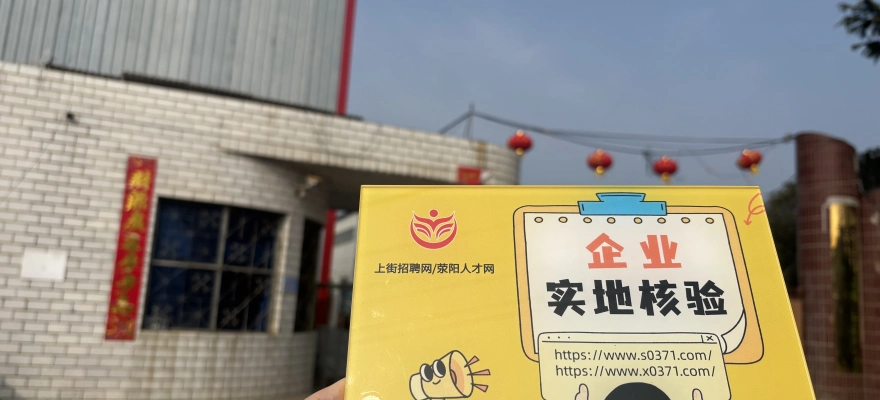 上街招聘网/荥阳人才网
企业
实地核验
https://www.s0371.com/
https://www.x0371.com/